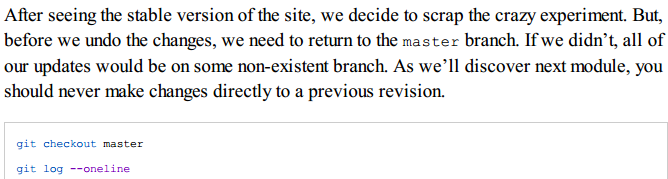 After seeing the stable version of the site, we decide to scrap the crazy experiment. But,
before we undo the changes, we need to return to the master branch. If we didn’t, all of
our updates would be on some non-existent branch. As we’ll discover next module, you
should never make changes directly to a previous revision.
git checkout master
git log --oneline